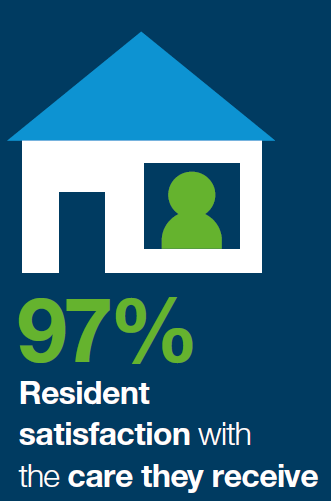 97%
Resident
satisfaction with
the care they receive